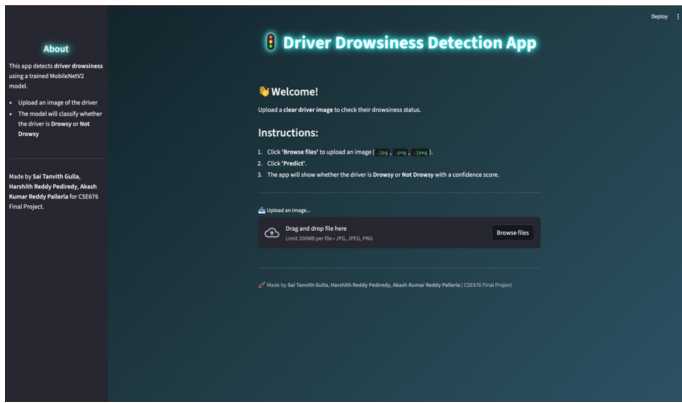 Deploy
About
This app detects driver drowsiness
using a trained MobileNetV2
model.
• Upload an image of the driver
• The model will classify whether
the driver is Drowsy or Not
Drowsy
Made by Sai Tanvith Gulla,
Harshith Reddy Pediredy, Akash
Kumar Reddy Pallerla for CSE676
Final Project.
Driver Drowsiness Detection App
Welcome!
Upload a clear driver image to check their drowsiness status.
Instructions:
1. Click 'Browse files' to upload an image ( .jpg , .png , .jpeg ).
2. Click 'Predict'.
3. The app will show whether the driver is Drowsy or Not Drowsy with a confidence score.
Upload an image...
Drag and drop file here
Limit 200MB per file • JPG, JPEG, PNG
Browse files
Made by Sai Tanvith Gulla, Harshith Reddy Pediredy, Akash Kumar Reddy Pallerla | CSE676 Final Project